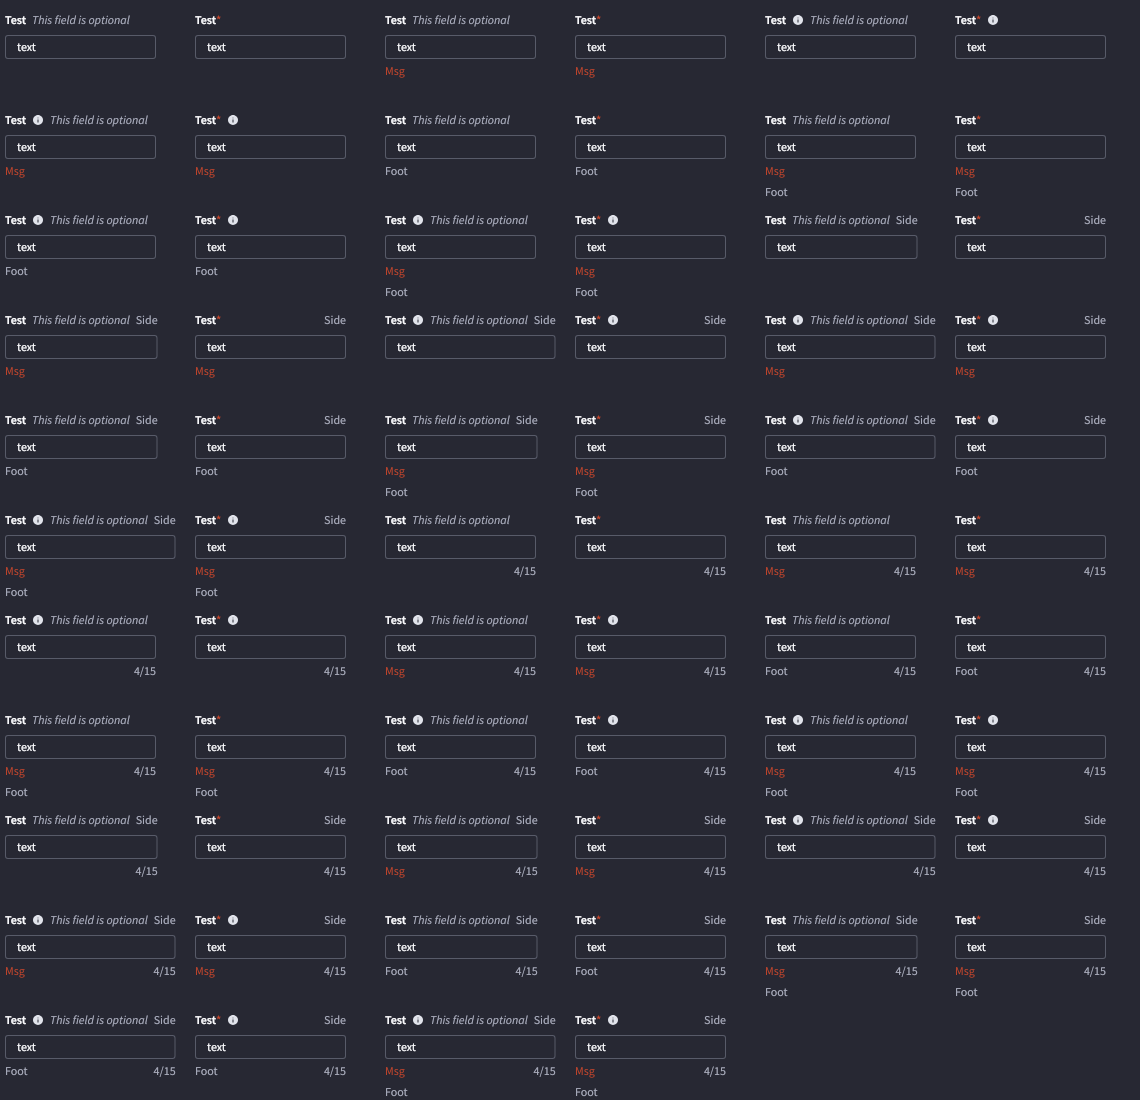 Test This field is optional Test* Test This field is optional Test* Test This field is optional Test*
text text text text text text
Msg Msg
Test This field is optional Test* Test This field is optional Test* Test This field is optional Test*
text text text text text text
Msg Msg Foot Foot Msg Msg
Foot Foot
Test This field is optional Test* Test This field is optional Test* Test This field is optional Side Test* Side
text text text text text text
Foot Foot Msg Msg
Foot Foot
Test This field is optional Side Test* Side Test This field is optional Side Test* Side Test This field is optional Side Test* Side
text text text text text text
Msg Msg Msg Msg
Test This field is optional Side Test* Side Test This field is optional Side Test* Side Test This field is optional Side Test* Side
text text text text text text
Foot Foot Msg Msg Foot Foot
Foot Foot
Test This field is optional Side Test* Side Test This field is optional Test* Test This field is optional Test*
text text text text text text
Msg Msg 4/15 4/15 Msg 4/15 Msg 4/15
Foot Foot
Test This field is optional Test* Test This field is optional Test* Test This field is optional Test*
text text text text text text
4/15 4/15 Msg 4/15 Msg 4/15 Foot 4/15 Foot 4/15
Test This field is optional Test* Test This field is optional Test* Test This field is optional Test*
text text text text text text
Msg 4/15 Msg 4/15 Foot 4/15 Foot 4/15 Msg 4/15 Msg 4/15
Foot Foot Foot Foot
Test This field is optional Side Test* Side Test This field is optional Side Test* Side Test This field is optional Side Test* Side
text text text text text text
4/15 4/15 Msg 4/15 Msg 4/15 4/15 4/15
Test This field is optional Side Test* Side Test This field is optional Side Test* Side Test This field is optional Side Test* Side
text text text text text text
Msg 4/15 Msg 4/15 Foot 4/15 Foot 4/15 Msg 4/15 Msg 4/15
Foot Foot
Test This field is optional Side Test* Side Test This field is optional Side Test* Side
text text text text
Foot 4/15 Foot 4/15 Msg 4/15 Msg 4/15
Foot Foot